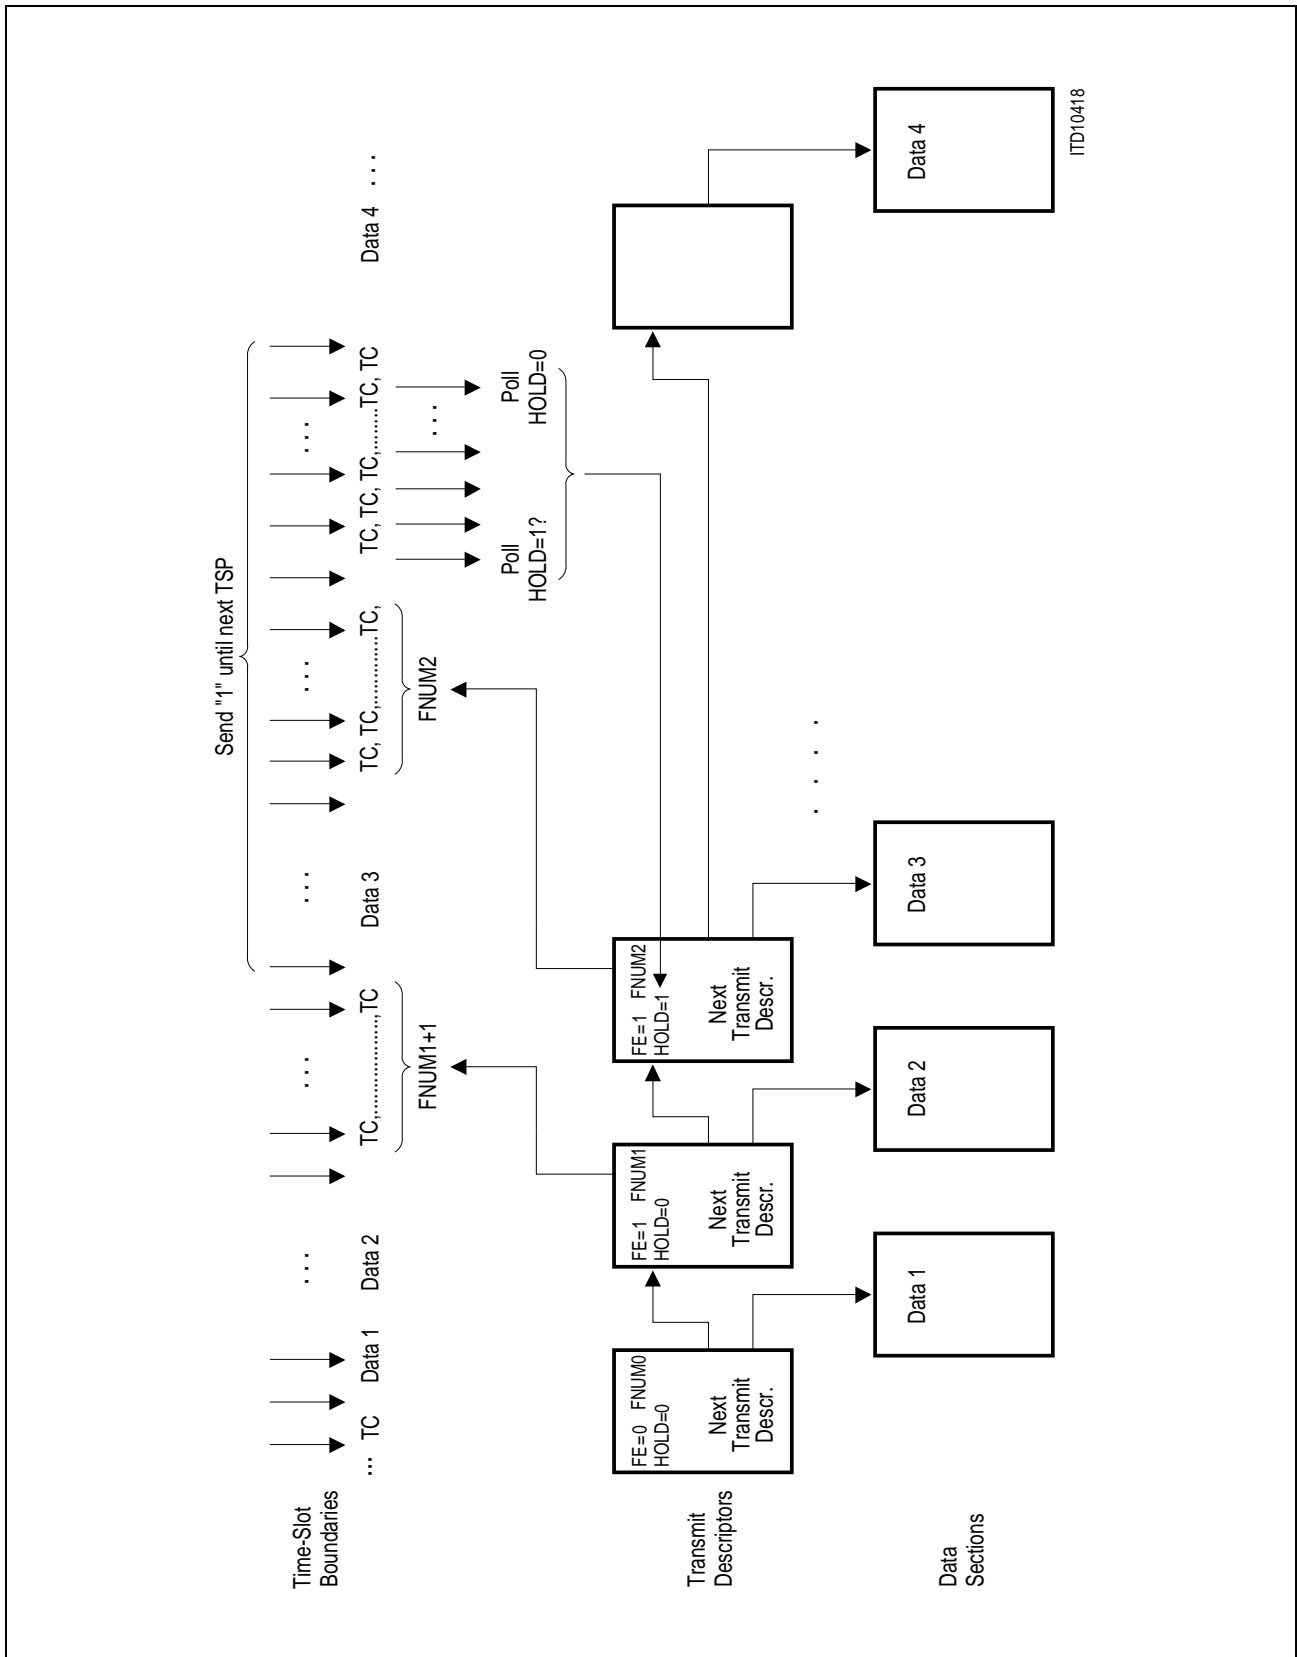 Send "1" until next TSP
Time-Slot
Boundaries
... TC
Data 1
. . .
Data 2
. . .
TC,....................,TC
FNUM1+1
. . .
Data 3
. . .
TC, TC,...............TC,
FNUM2
. . .
TC, TC, TC,.........TC, TC
. . .
Data 4 . . .
Poll
HOLD=1?
Poll
HOLD=0
Transmit
Descriptors
FE=0 FNUM0
HOLD=0
Next
Transmit
Descr.
FE=1 FNUM1
HOLD=0
Next
Transmit
Descr.
FE=1 FNUM2
HOLD=1
Next
Transmit
Descr.
. . . .
Data
Sections
Data 1
Data 2
Data 3
Data 4
ITD10418